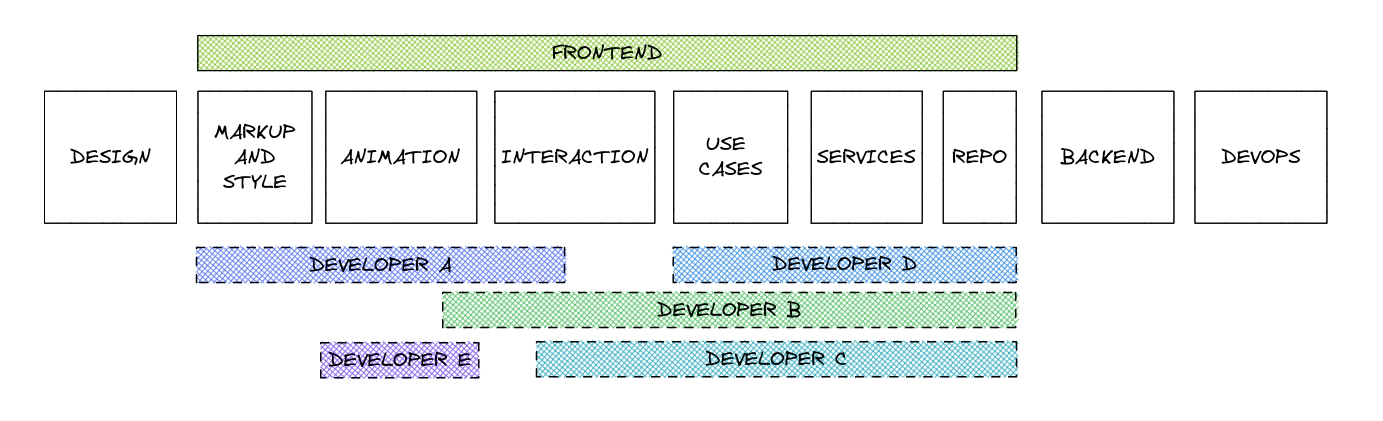 FRONTEND
DESIGN
MARKUP
AND
STYLE
ANIMATION
INTERACTION
USE
CASES
SERVICES
REPO
BACKEND
DEVOPS
DEVELOPER A
DEVELOPER D
DEVELOPER B
DEVELOPER E
DEVELOPER C